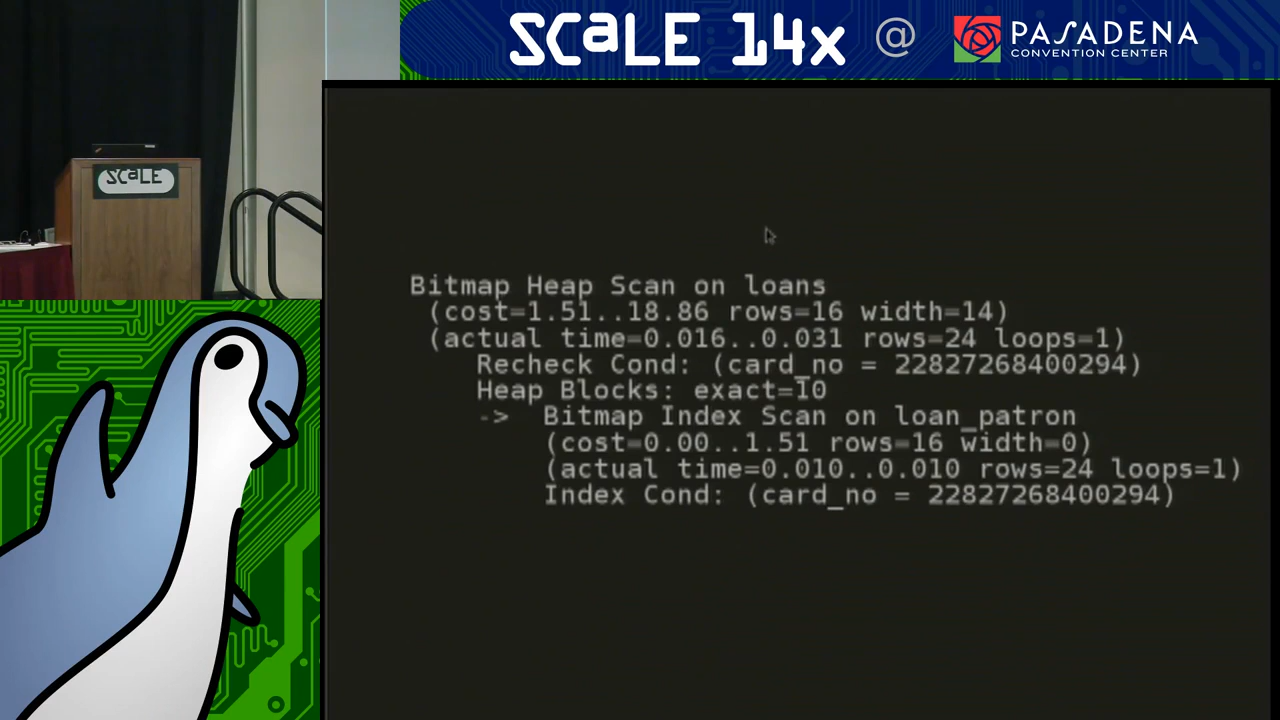 SCALE 14x @ PASADENA
CONVENTION CENTER
SCALE
Bitmap Heap Scan on loans
(cost=1.51..18.86 rows=16 width=14)
(actual time=0.016..0.031 rows=24 loops=1)
Recheck Cond: (card_no = 22827268400294)
Heap Blocks: exact=10
-> Bitmap Index Scan on loan_patron
(cost=0.00..1.51 rows=16 width=0)
(actual time=0.010..0.010 rows=24 loops=1)
Index Cond: (card_no = 22827268400294)